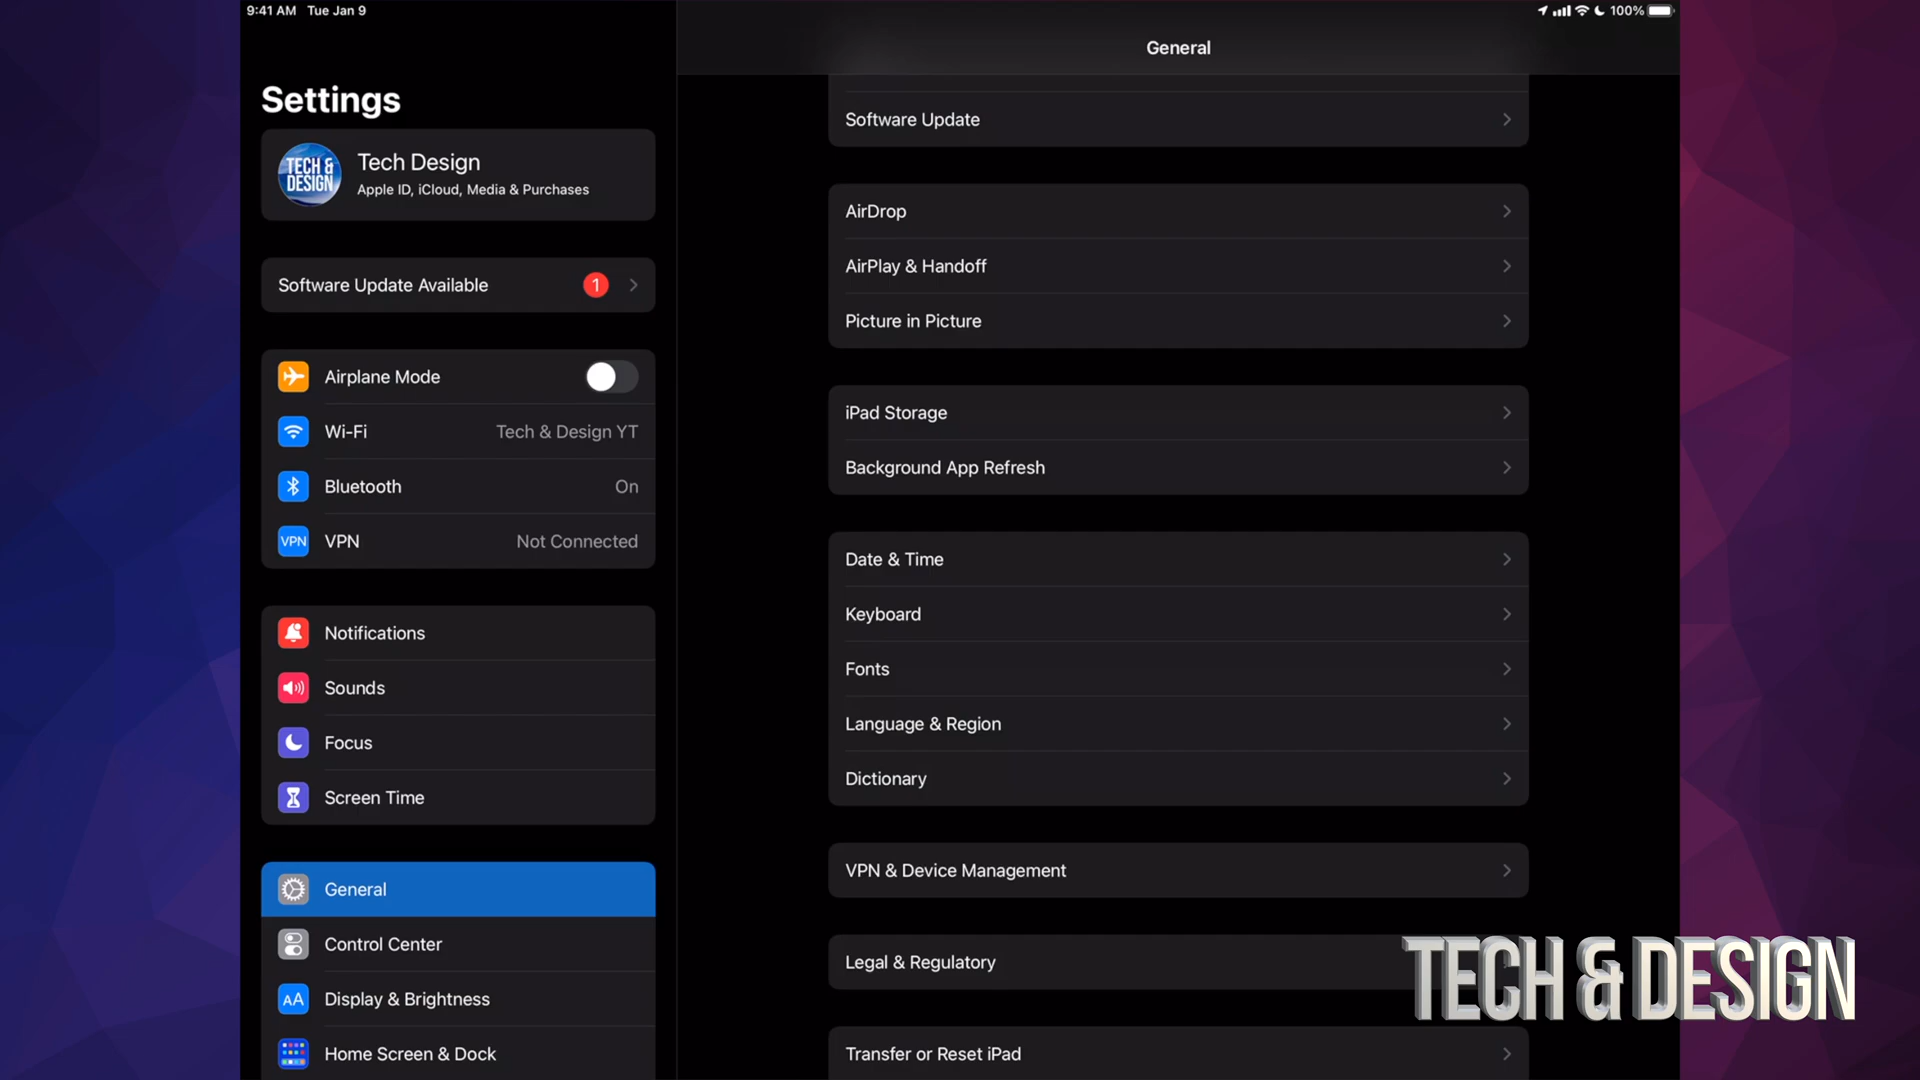 9:41 AM Tue Jan 9
100%
Settings
TECH &
DESIGN
Tech Design
Apple ID, iCloud, Media & Purchases
Software Update Available 1
Airplane Mode
Wi-Fi Tech & Design YT
Bluetooth On
VPN VPN Not Connected
Notifications
Sounds
Focus
Screen Time
General
Control Center
AA Display & Brightness
Home Screen & Dock
General
Software Update
AirDrop
AirPlay & Handoff
Picture in Picture
iPad Storage
Background App Refresh
Date & Time
Keyboard
Fonts
Language & Region
Dictionary
VPN & Device Management
Legal & Regulatory
Transfer or Reset iPad
TECH & DESIGN